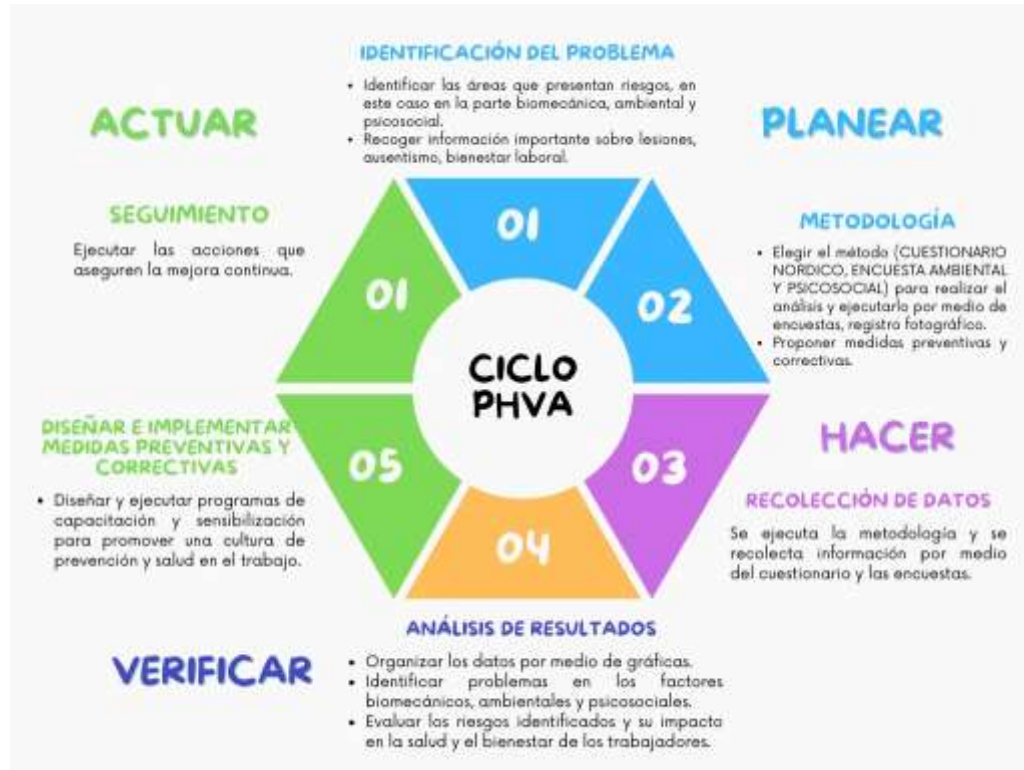 IDENTIFICACIÓN DEL PROBLEMA
• Identificar las áreas que presentan riesgos, en
este caso en la parte biomecánica, ambiental y
psicosocial.
• Recoger información importante sobre lesiones,
ausentismo, bienestar laboral.
ACTUAR
PLANEAR
SEGUIMIENTO
Ejecutar las acciones que
aseguren la mejora continua.
METODOLOGÍA
• Elegir el método (CUESTIONARIO
NORDICO, ENCUESTA AMBIENTAL
Y PSICOSOCIAL) para realizar el
análisis y ejecutarlo por medio de
encuestas, registro fotográfico.
• Proponer medidas preventivas y
correctivas.
01
02
01
CICLO
PHVA
03
04
05
DISEÑAR E IMPLEMENTAR
MEDIDAS PREVENTIVAS Y
CORRECTIVAS
• Diseñar y ejecutar programas de
capacitación y sensibilización
para promover una cultura de
prevención y salud en el trabajo.
HACER
RECOLECCIÓN DE DATOS
Se ejecuta la metodología y se
recolecta información por medio
del cuestionario y las encuestas.
VERIFICAR
ANÁLISIS DE RESULTADOS
• Organizar los datos por medio de gráficas.
• Identificar problemas en los factores
biomecánicos, ambientales y psicosociales.
• Evaluar los riesgos identificados y su impacto
en la salud y el bienestar de los trabajadores.